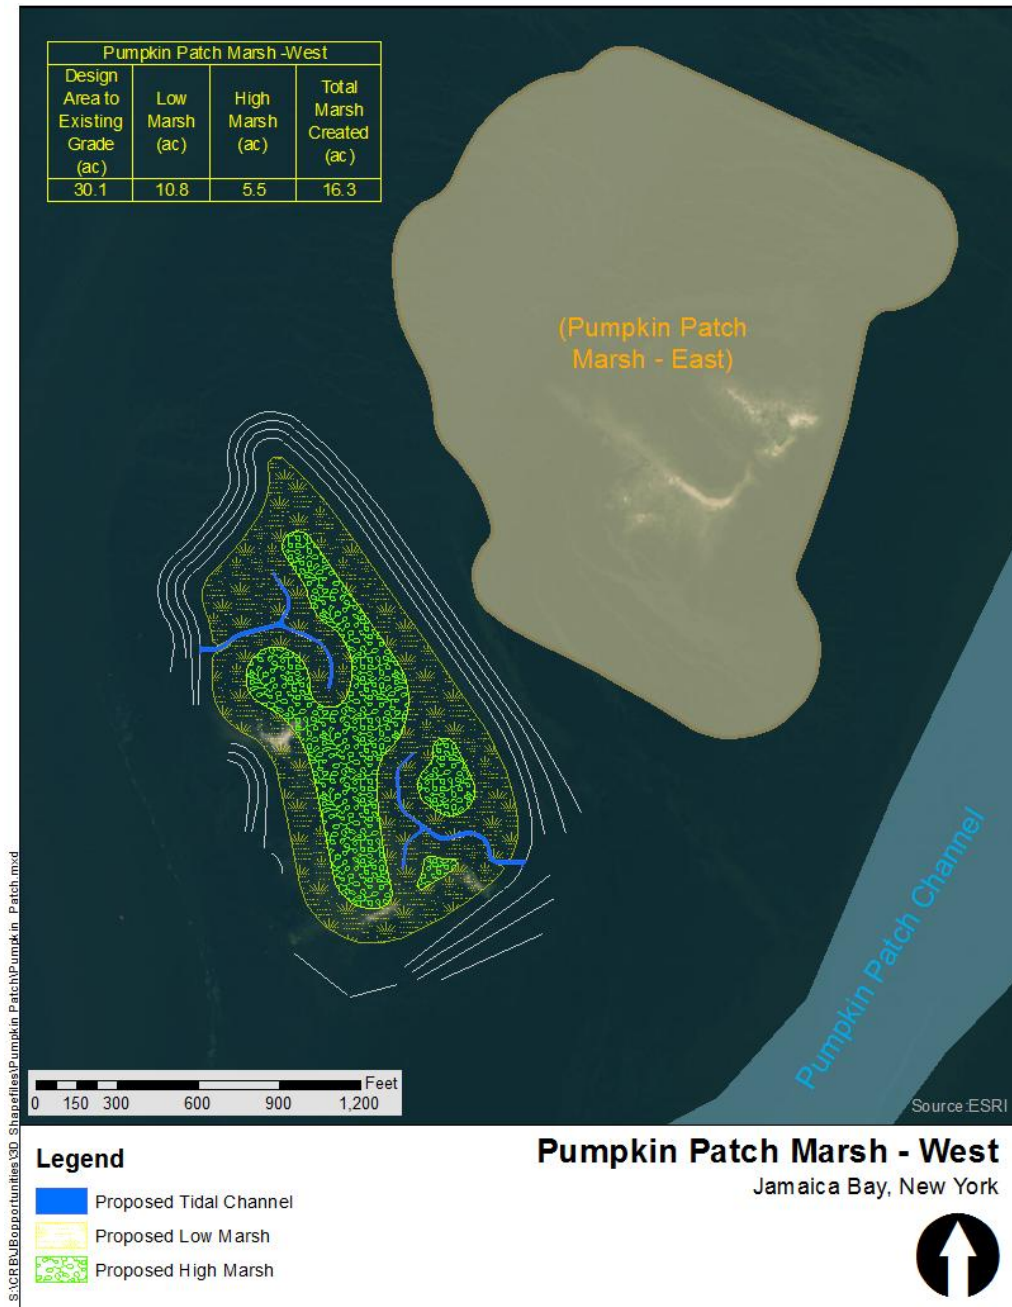 Pumpkin Patch Marsh -West
Design Area to Existing Grade (ac)
Low Marsh (ac)
High Marsh (ac)
Total Marsh Created (ac)
30.1 10.8 5.5 16.3
(Pumpkin Patch
Marsh - East)
Pumpkin Patch Channel
Feet
0 150 300 600 900 1,200
Source:ESRI
S:\CRB\JBopportunities\3D Shapefiles\Pumpkin Patch\Pumpkin Patch.mxd
Legend
Proposed Tidal Channel
Proposed Low Marsh
Proposed High Marsh
Pumpkin Patch Marsh - West
Jamaica Bay, New York